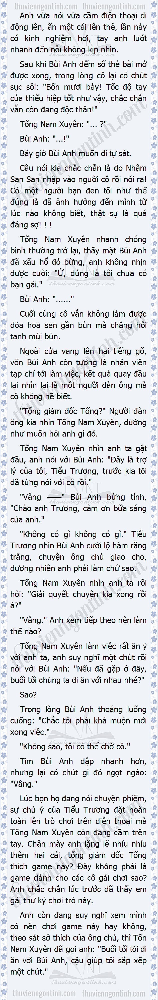 thuvienngontinh.com thuvienngontinh.com
Anh vừa nói vừa cầm điện thoại di
động lên, ấn một cái lên thẻ, lần này
có kinh nghiệm hơi, tay anh lướt
nhanh đến nỗi không kịp nhìn.
Sau khi Bùi Anh đếm số thẻ bài mở
được xong, trong lòng cô lại có chút
sục sôi: "Bốn mươi bảy! Tốc độ tay
của thiếu hiệp tốt như vậy, chắc chắn
vẫn còn đang độc thân!"
Tống Nam Xuyên: "... ?"
Bùi Anh: "...!"
Bây giờ Bùi Anh muốn đi tự sát.
Câu nói kia chắc chắn là do Nhậm
San San nhập vào người cô rồi nói ra!
Có một người bạn đen tối như thế
đúng là đã ảnh hưởng đến mình từ
lúc nào không biết, thật sự là quá
đáng sợ! ! !
Tống Nam Xuyên nhanh chóng
bình thường trở lại, thấy mặt Bùi Anh
đã xấu hổ đỏ bừng, anh không nhịn
được cười: "Ừ, đúng là tôi chưa có
bạn gái."
Bùi Anh: "......"
Cuối cùng cô vẫn không làm được
đóa hoa sen gần bùn mà chẳng hôi
tanh mùi bùn.
Ngoài cửa vang lên hai tiếng gõ,
vốn Bùi Anh còn tưởng là nhân viên
tạp chí tới làm việc, kết quả quay đầu
lại nhìn lại là một người đàn ông mà
cô không hề biết.
"Tổng giám đốc Tống?" Người đàn
ông kia nhìn Tống Nam Xuyên, dường
như muốn hỏi anh gì đó.
Tống Nam Xuyên nhìn anh ta gật
đầu, anh nói với Bùi Anh: "Đây là trợ
lý của tôi, Tiểu Trương, trước kia tôi
đã từng nói với cô rồi."
"Vâng ——" Bùi Anh bừng tỉnh,
"Chào anh Trương, cảm ơn bữa sáng
của anh."
"Không có gì không có gì." Tiểu
Trương nhìn Bùi Anh cười lộ hàm răng
trắng, chuyện ông chủ giao cho,
đương nhiên anh phải làm chứ sao.
Tống Nam Xuyên nhìn anh ta rồi
hỏi: "Giải quyết chuyện kia xong rồi
à?"
"Vâng." Anh xem tiếp theo nên làm
thế nào?
Tống Nam Xuyên làm việc rất ăn ý
với anh ta, anh suy nghĩ một chút rồi
nói với Bùi Anh: "Nếu đã gặp ở đây,
buổi tối chúng ta đi ăn với nhau nhé?"
Sao?
Trong lòng Bùi Anh thoáng luống
cuống: "Chắc tôi phải khá muộn mới
xong việc."
"Không sao, tôi có thể chờ cô."
Tim Bùi Anh đập nhanh hơn,
nhưng lại có chút gì đó ngọt ngào:
"Vâng."
Lúc bọn họ đang nói chuyện phiếm,
sự chú ý của Tiểu Trương đặt hoàn
toàn lên trò chơi trên điện thoại mà
Tống Nam Xuyên còn đang cầm trên
tay. Chân mày anh lặng lẽ nhíu nhíu
thêm hai cái, tổng giám đốc Tống
thích game này? Đây không phải là
game dành cho các cô gái chơi sao?
Anh chắc chắn lúc trước đã thấy em
gái thư ký chơi trò này.
Anh còn đang suy nghĩ xem mình
có nên chơi game này hay không,
theo sát sở thích của ông chủ, thì Tốn
Nam Xuyên đã gọi anh: "Buổi tối tôi đi
ăn với Bùi Anh, cậu giúp tôi sắp xếp
một chút."
thuvienngontinh.com thuvienngontinh.com